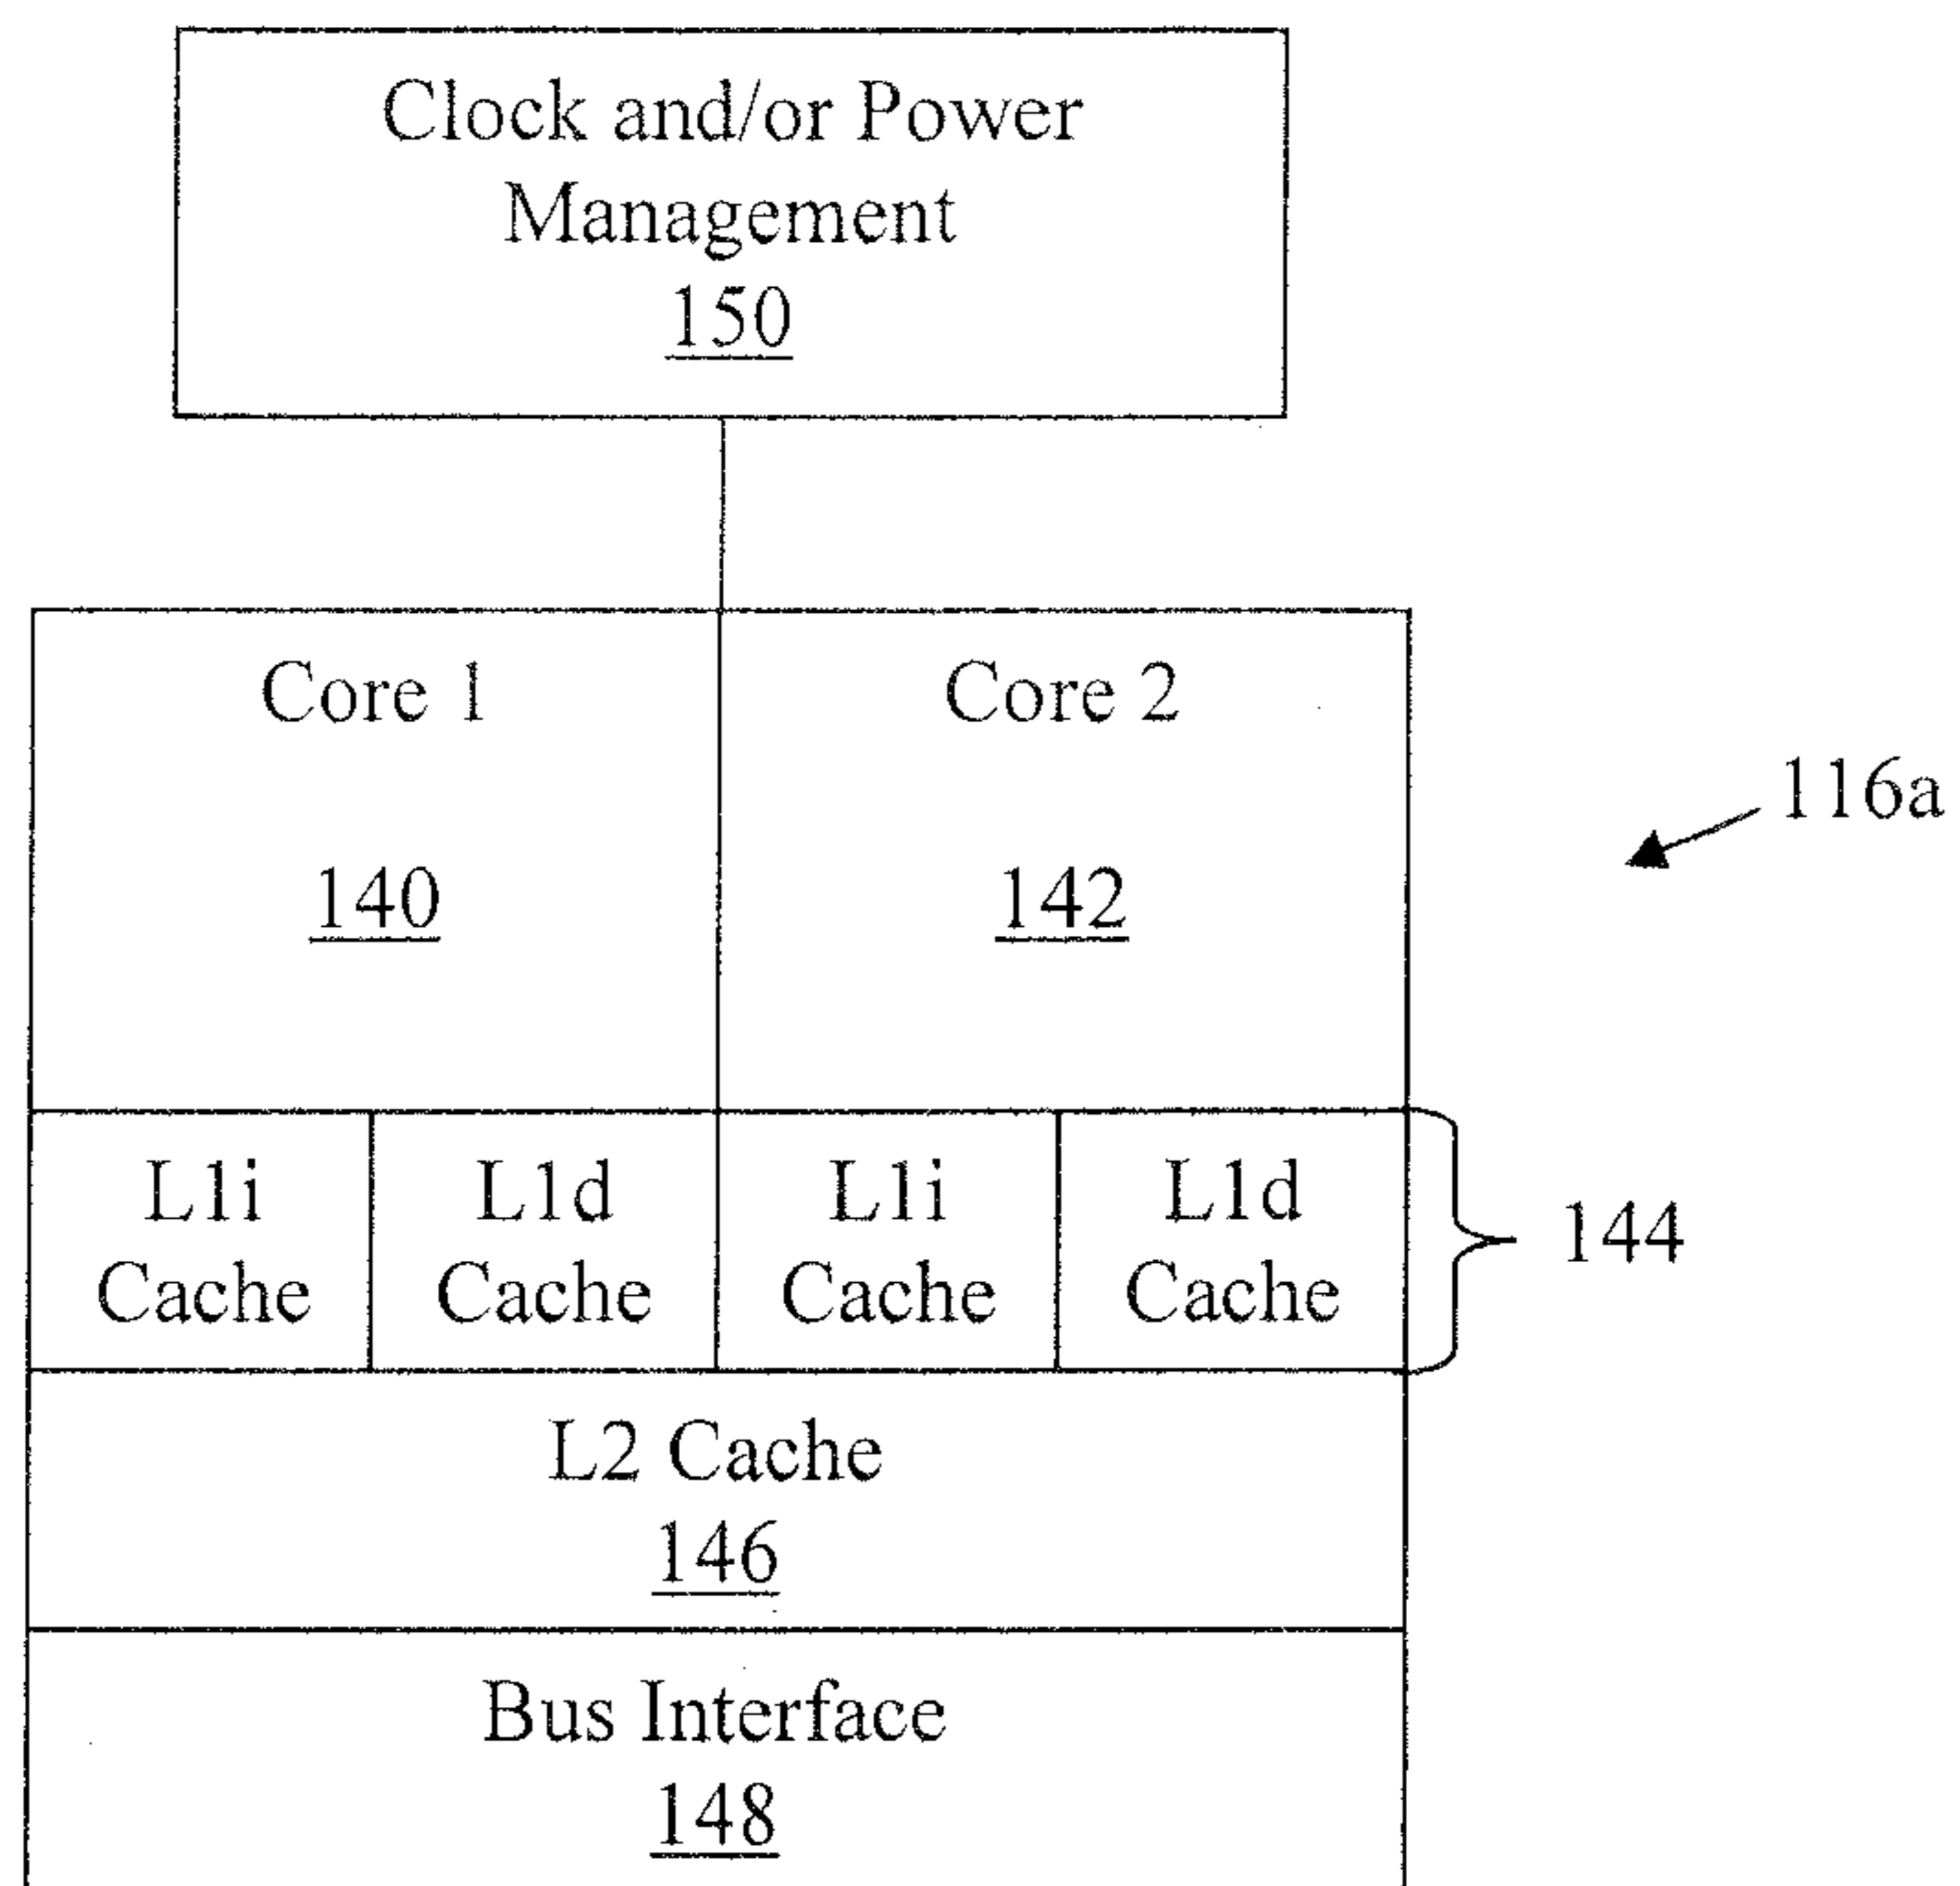 Clock and/or Power
Management
150
Core 1
Core 2
116a
140
142
L1i
Cache
L1d
Cache
L1i
Cache
L1d
Cache
144
L2 Cache
146
Bus Interface
148